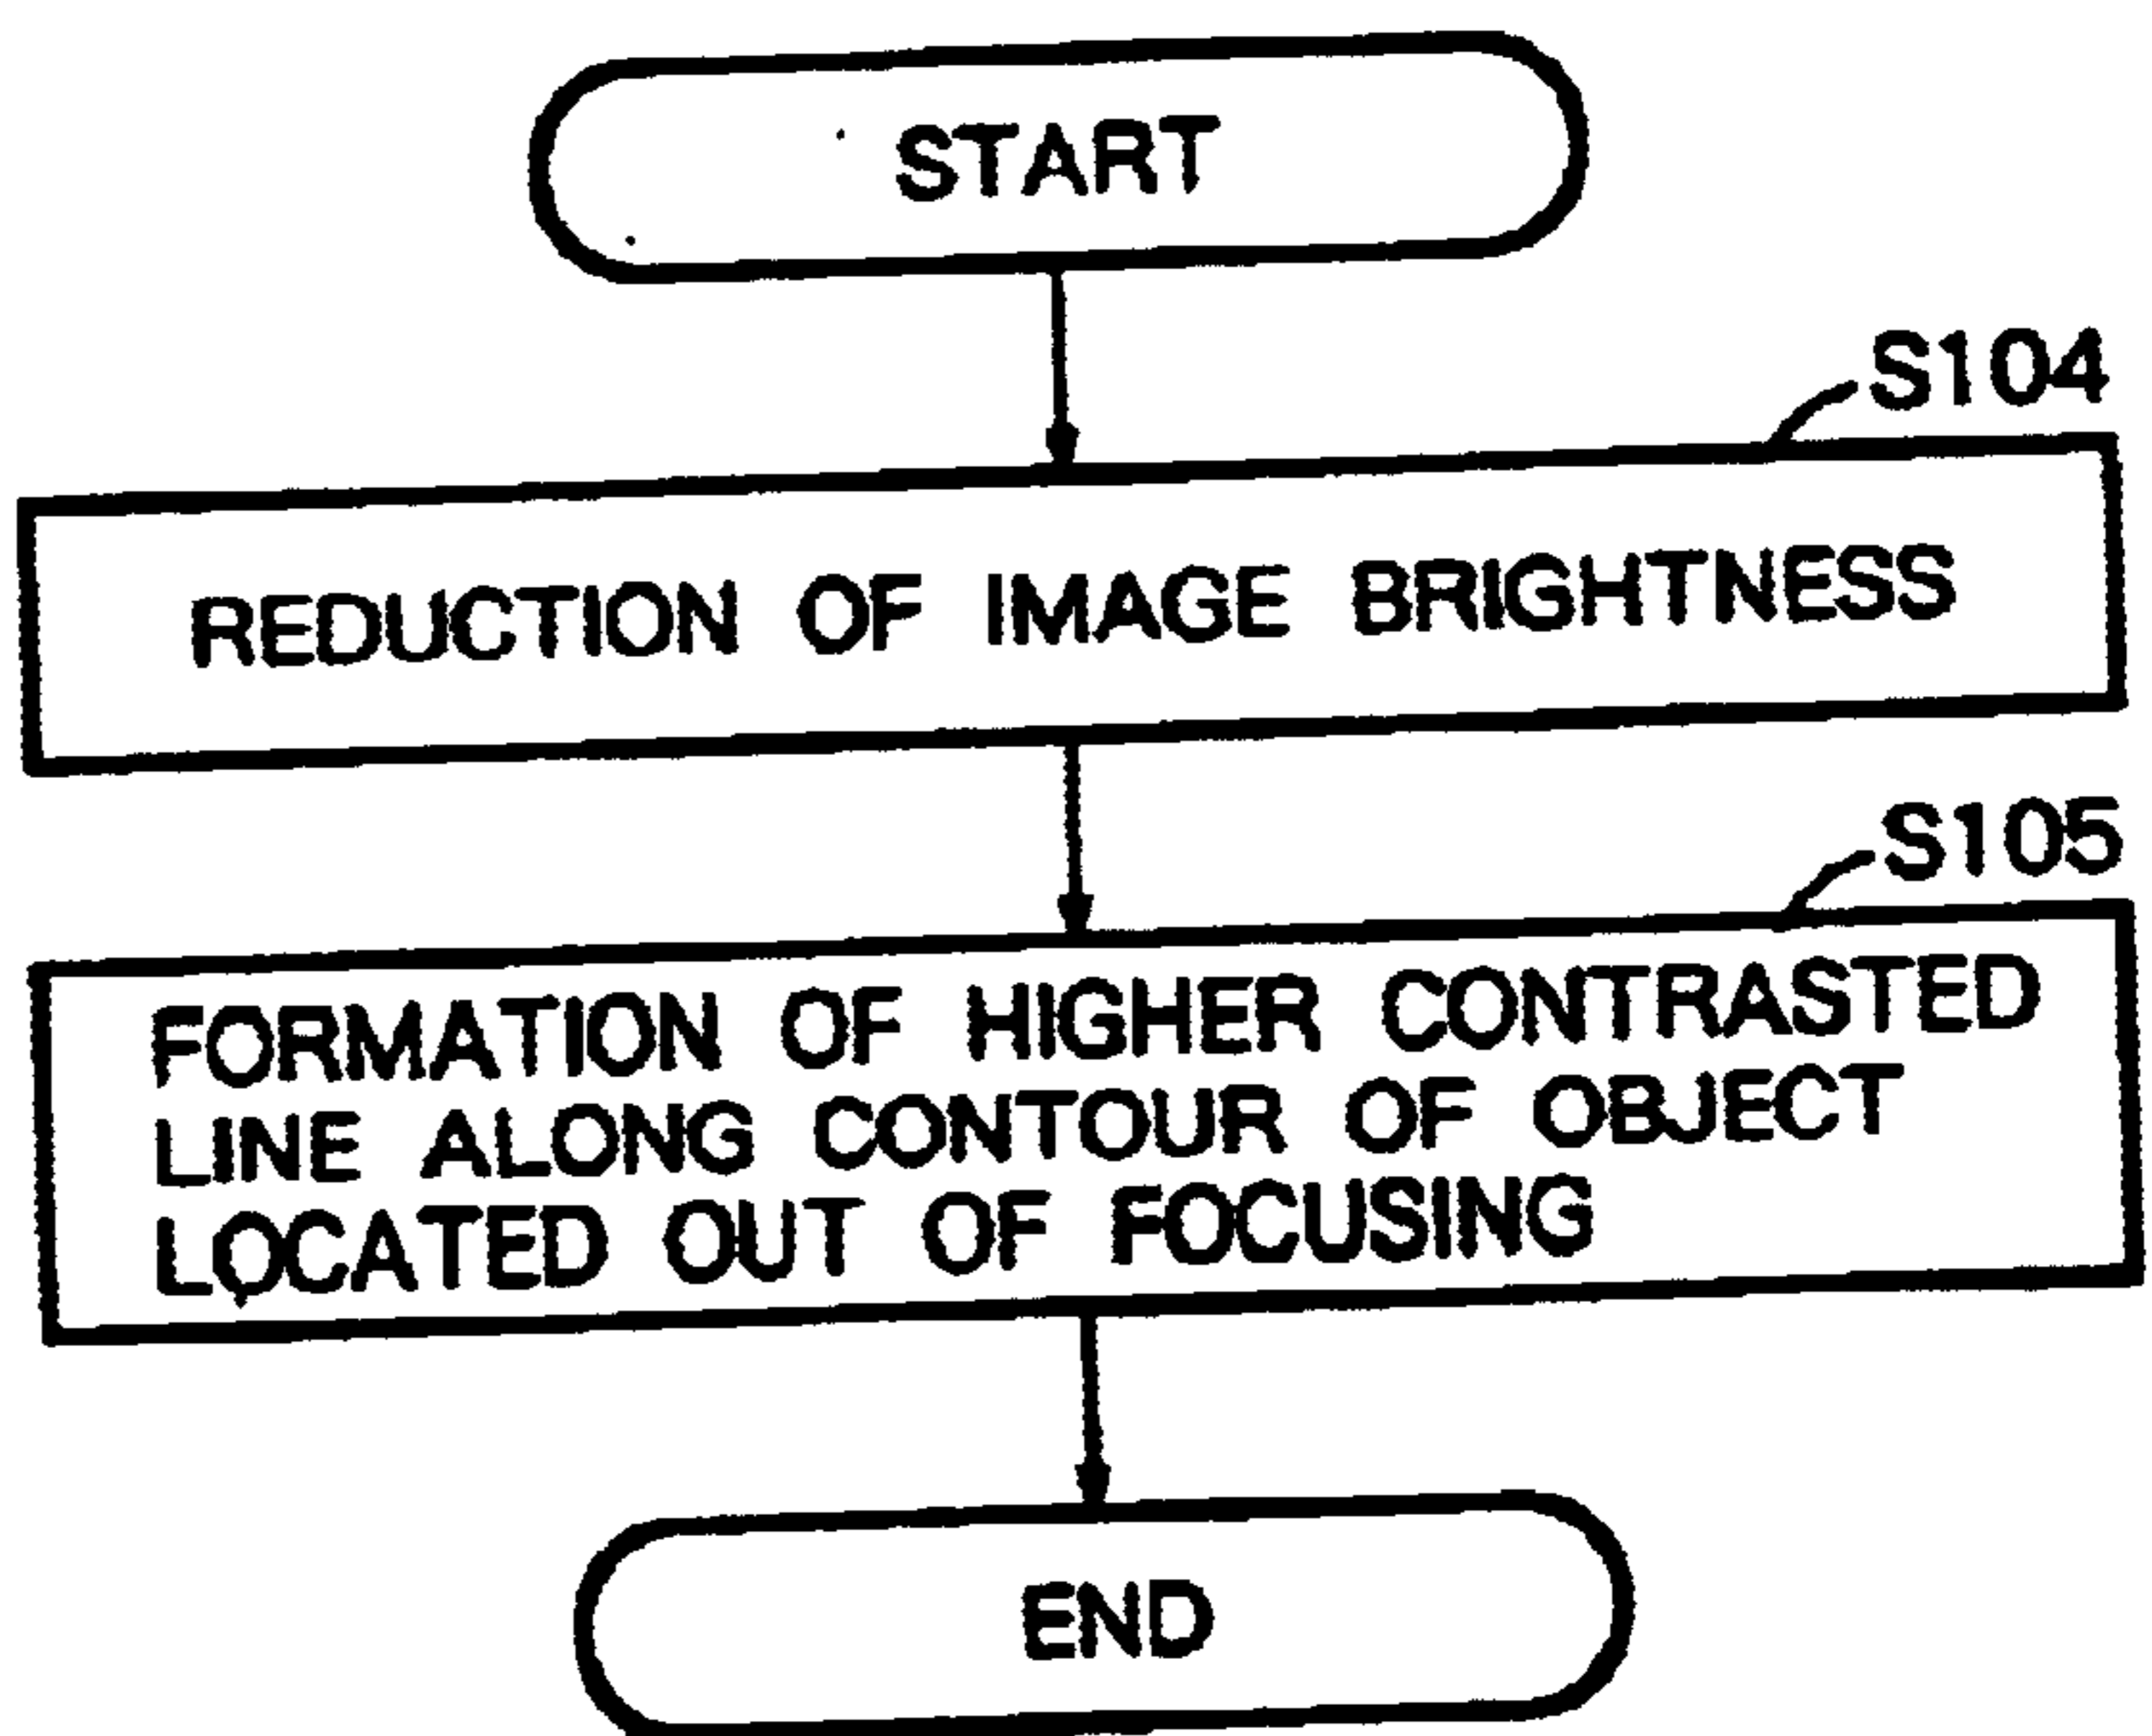 START
S104
REDUCTION OF IMAGE BRIGHTNESS
S105
FORMATION OF HIGHER CONTRASTED
LINE ALONG CONTOUR OF OBJECT
LOCATED OUT OF FOCUSING
END